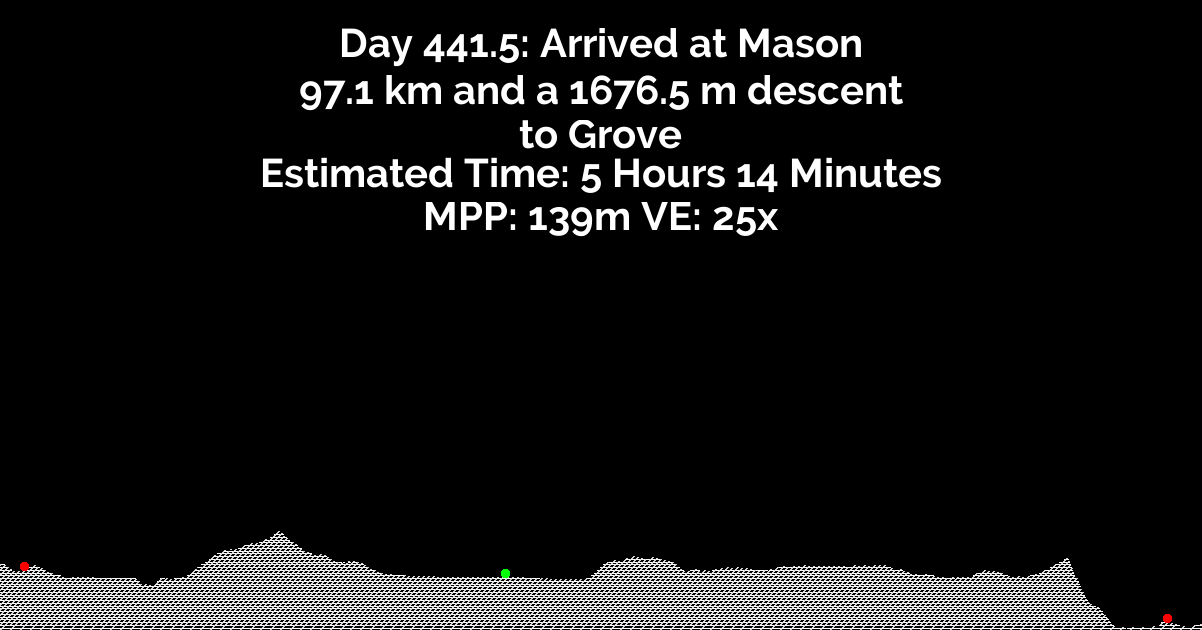 Day 441.5: Arrived at Mason
97.1 km and a 1676.5 m descent
to Grove
Estimated Time: 5 Hours 14 Minutes
MPP: 139m VE: 25x